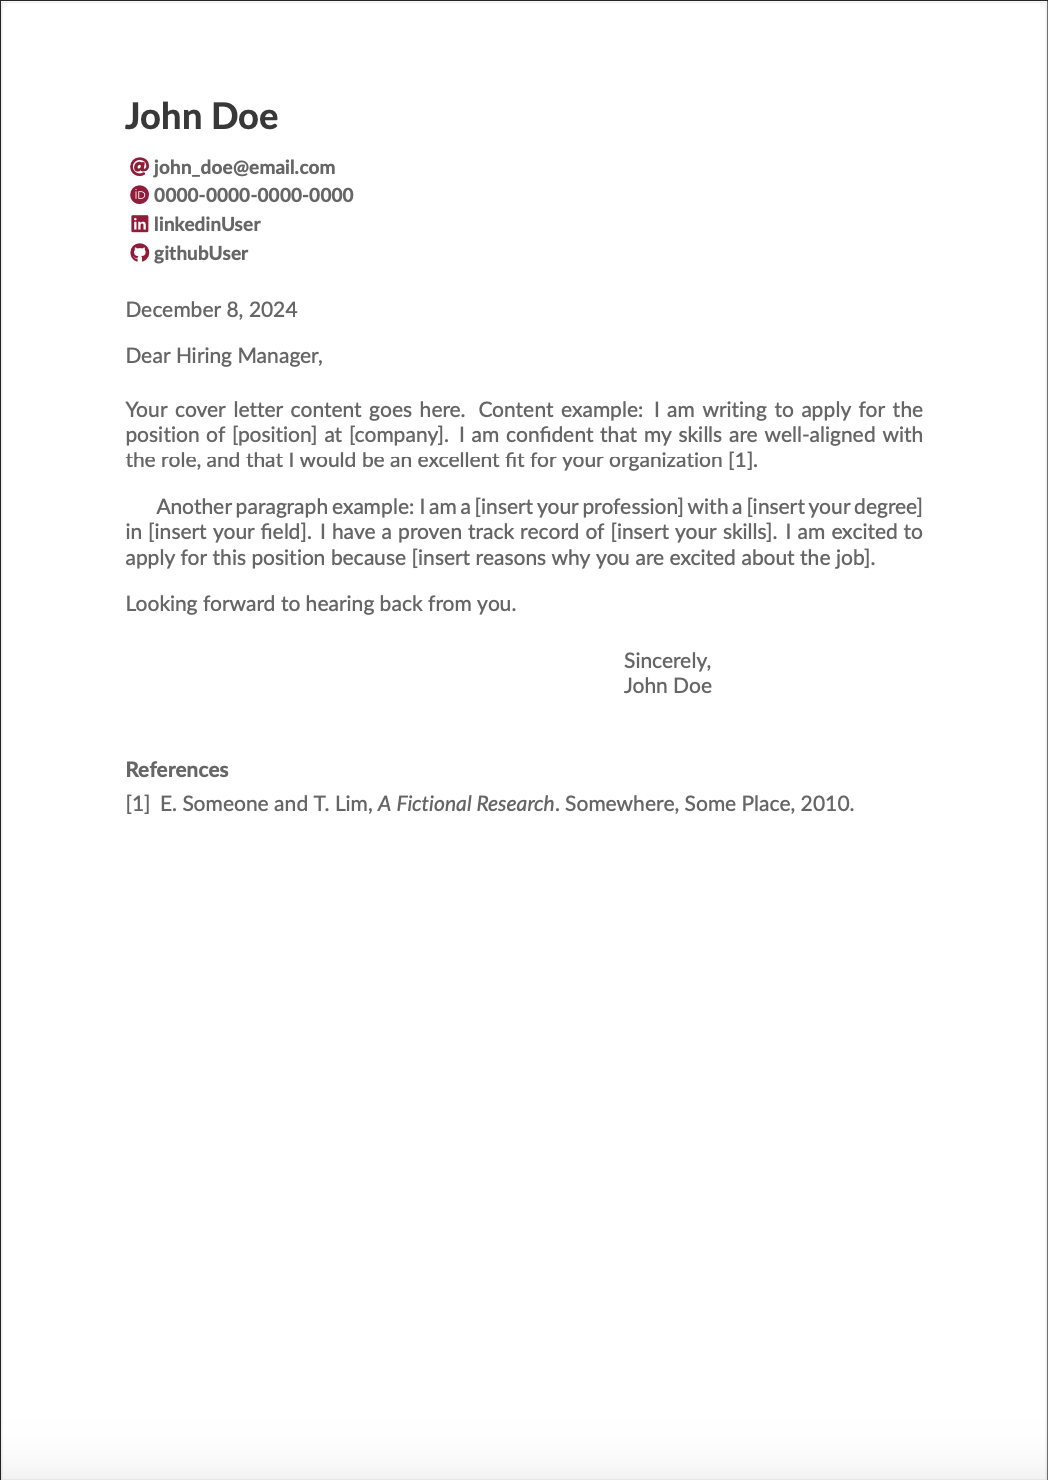 John Doe
john_doe@email.com
0000-0000-0000-0000
linkedinUser
githubUser
December 8, 2024
Dear Hiring Manager,
Your cover letter content goes here. Content example: I am writing to apply for the
position of [position] at [company]. I am confident that my skills are well-aligned with
the role, and that I would be an excellent fit for your organization [1].
Another paragraph example: I am a [insert your profession] with a [insert your degree]
in [insert your field]. I have a proven track record of [insert your skills]. I am excited to
apply for this position because [insert reasons why you are excited about the job].
Looking forward to hearing back from you.
Sincerely,
John Doe
References
[1] E. Someone and T. Lim, A Fictional Research. Somewhere, Some Place, 2010.